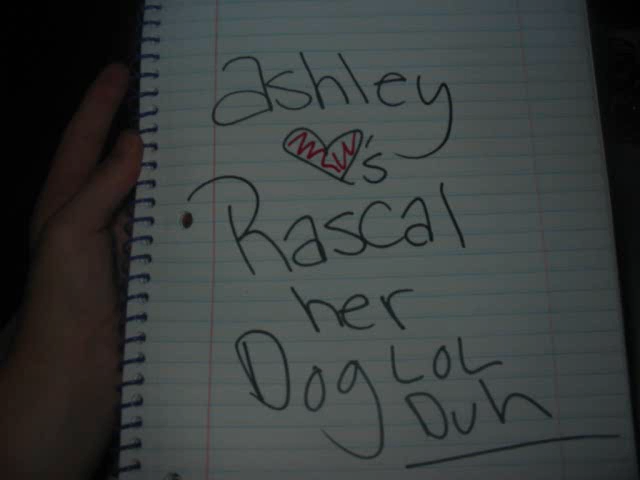 ashley
♥'s
Rascal
her
Dog LOL
Duh